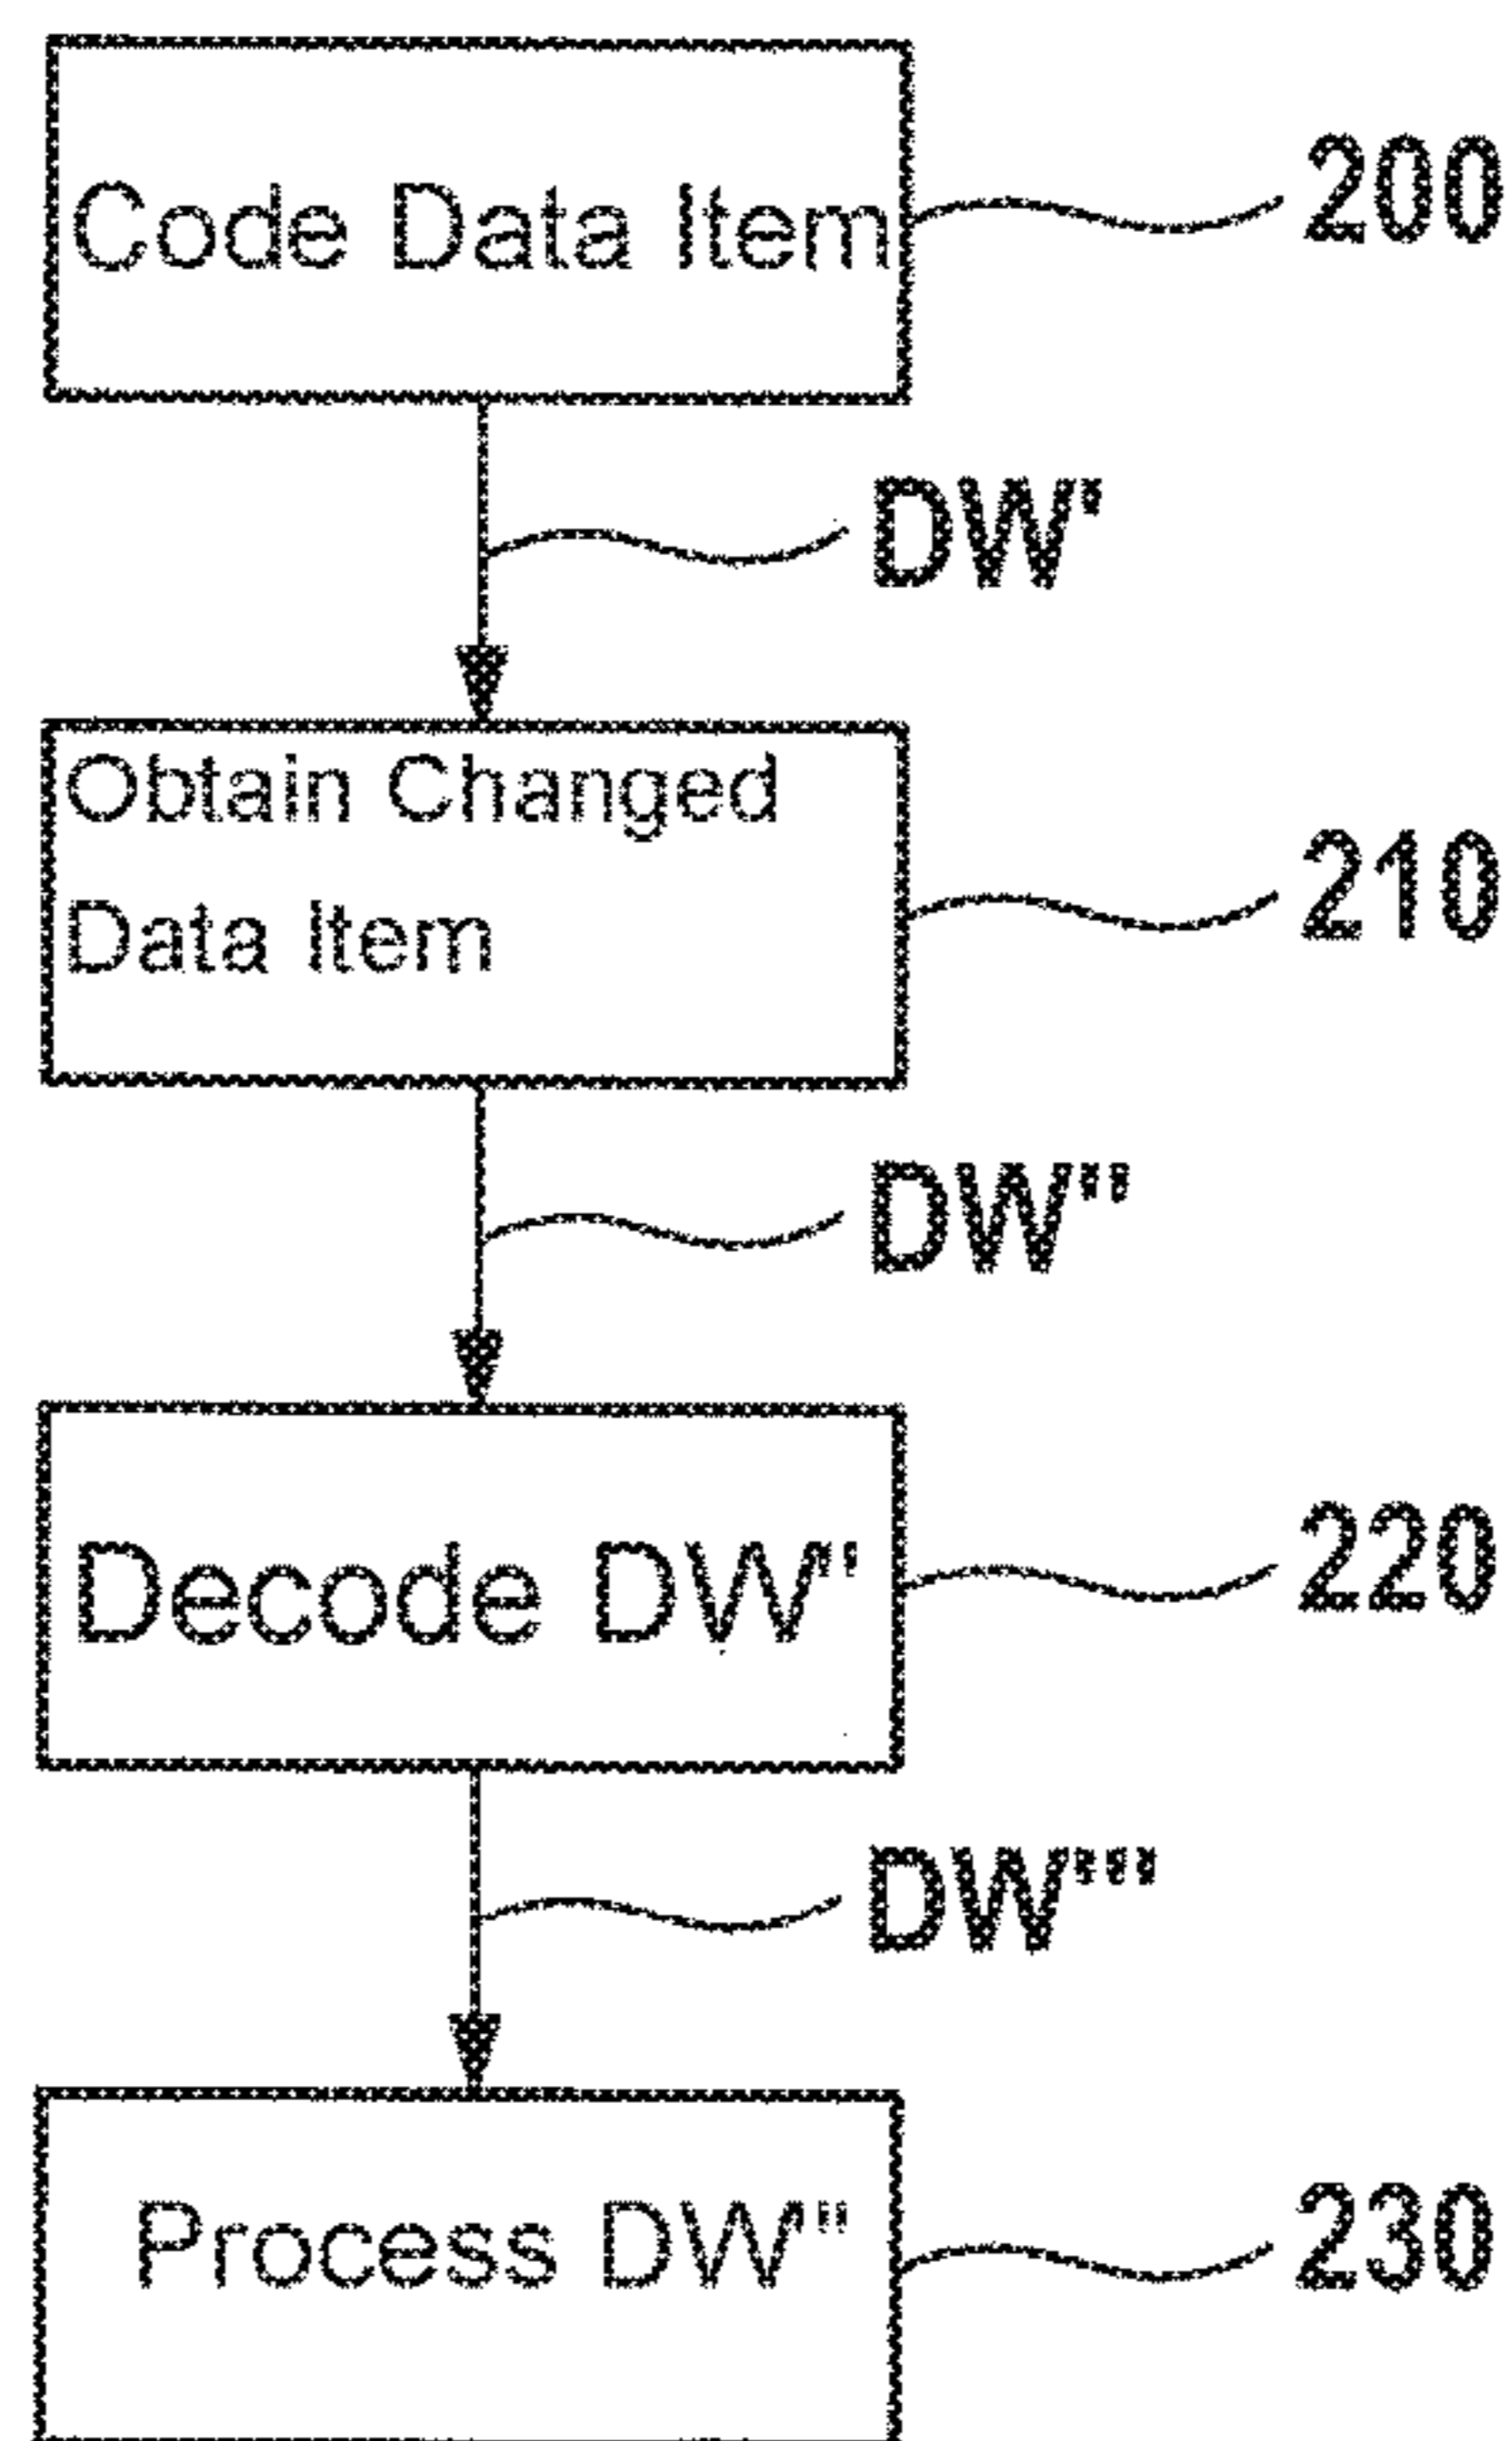 Code Data Item
200
DW'
Obtain Changed
Data Item
210
DW''
Decode DW''
220
DW'''
Process DW''
230